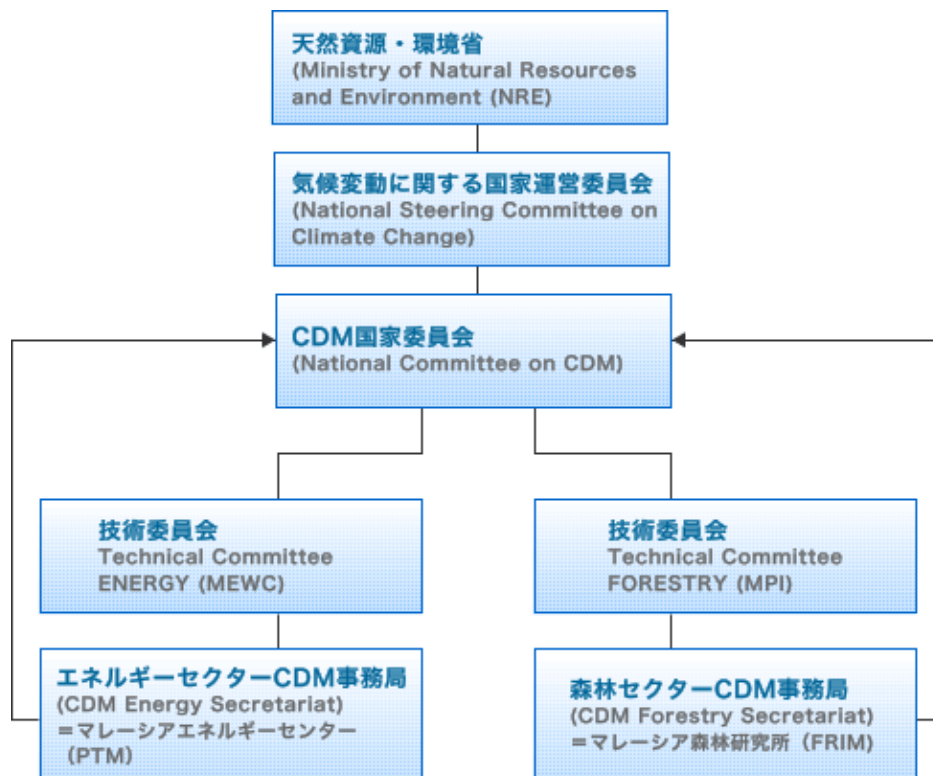 天然資源・環境省
(Ministry of Natural Resources
and Environment (NRE)
気候変動に関する国家運営委員会
(National Steering Committee on
Climate Change)
CDM国家委員会
(National Committee on CDM)
技術委員会
Technical Committee
ENERGY (MEWC)
技術委員会
Technical Committee
FORESTRY (MPI)
エネルギーセクターCDM事務局
(CDM Energy Secretariat)
＝マレーシアエネルギーセンター
（PTM）
森林セクターCDM事務局
(CDM Forestry Secretariat)
＝マレーシア森林研究所（FRIM)